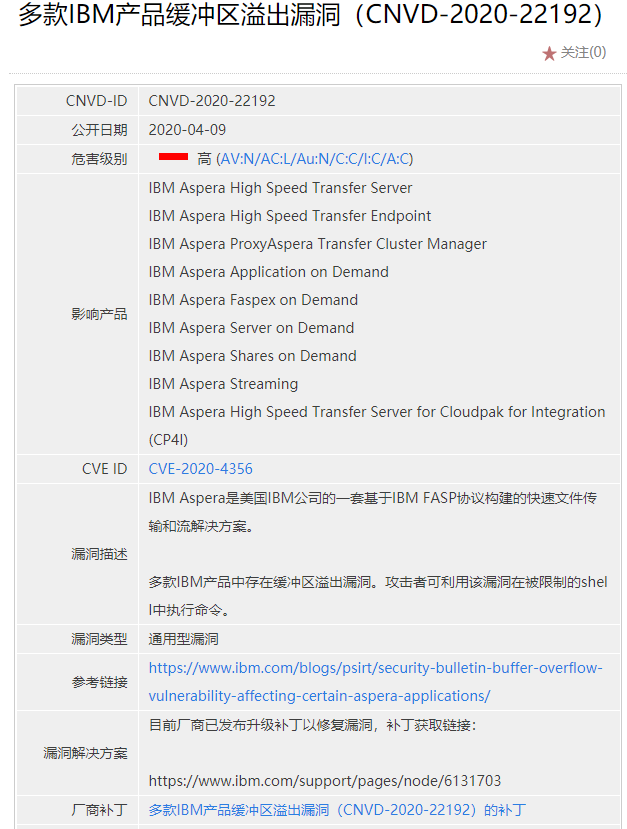 多款IBM产品缓冲区溢出漏洞（CNVD-2020-22192）
关注(0)
CNVD-ID CNVD-2020-22192
公开日期 2020-04-09
危害级别 高 (AV:N/AC:L/Au:N/C:C/I:C/A:C)
影响产品
IBM Aspera High Speed Transfer Server
IBM Aspera High Speed Transfer Endpoint
IBM Aspera ProxyAspera Transfer Cluster Manager
IBM Aspera Application on Demand
IBM Aspera Faspex on Demand
IBM Aspera Server on Demand
IBM Aspera Shares on Demand
IBM Aspera Streaming
IBM Aspera High Speed Transfer Server for Cloudpak for Integration
(CP4I)
CVE ID CVE-2020-4356
漏洞描述
IBM Aspera是美国IBM公司的一套基于IBM FASP协议构建的快速文件传
输和流解决方案。
多款IBM产品中存在缓冲区溢出漏洞。攻击者可利用该漏洞在被限制的shel
l中执行命令。
漏洞类型 通用型漏洞
参考链接
https://www.ibm.com/blogs/psirt/security-bulletin-buffer-overflow-
vulnerability-affecting-certain-aspera-applications/
漏洞解决方案
目前厂商已发布升级补丁以修复漏洞，补丁获取链接：
https://www.ibm.com/support/pages/node/6131703
厂商补丁 多款IBM产品缓冲区溢出漏洞（CNVD-2020-22192）的补丁